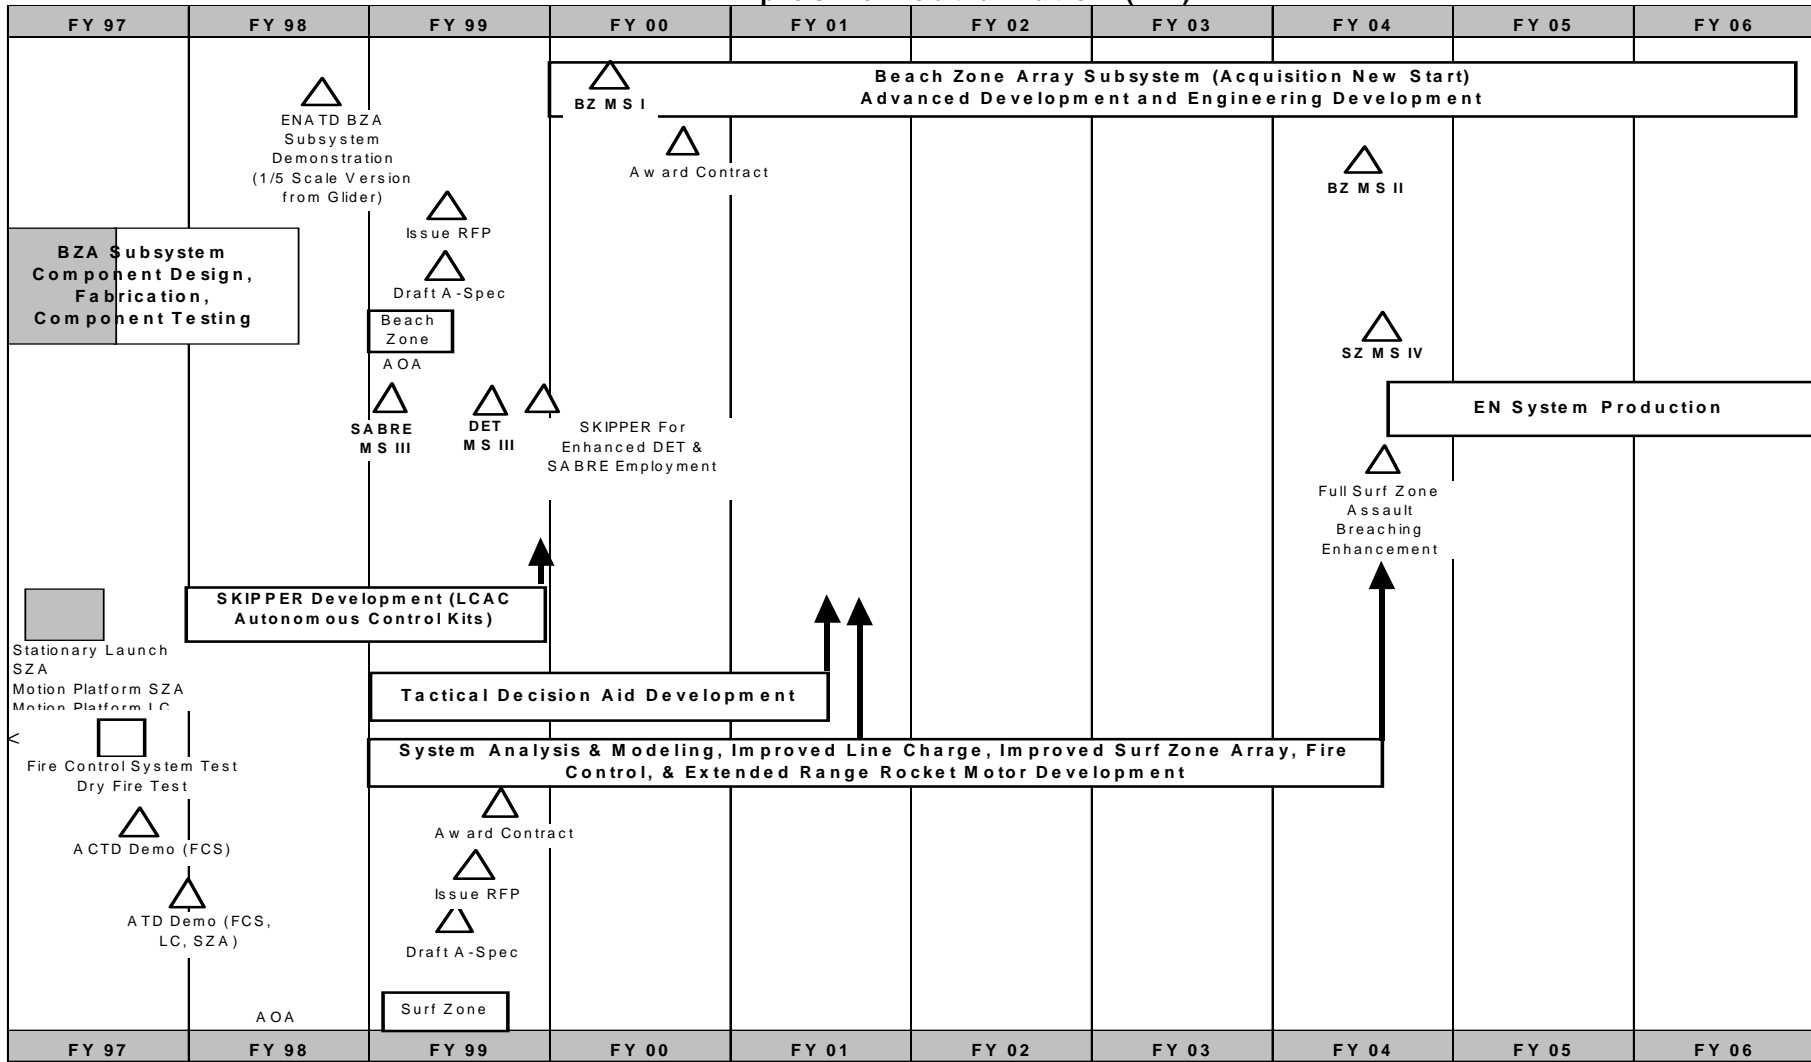 FY 97 FY 98 FY 99 FY 00 FY 01 FY 02 FY 03 FY 04 FY 05 FY 06
Beach Zone Array Subsystem (Acquisition New Start)
Advanced Development and Engineering Development
BZ MS I
ENATD BZA
Subsystem
Demonstration
(1/5 Scale Version
from Glider)
Award Contract
BZ MS II
Issue RFP
BZA Subsystem
Component Design,
Fabrication,
Component Testing
Draft A-Spec
Beach
Zone
AOA
SZ MS IV
SABRE
MS III
DET
MS III
SKIPPER For
Enhanced DET &
SABRE Employment
EN System Production
Full Surf Zone
Assault
Breaching
Enhancement
SKIPPER Development (LCAC
Autonomous Control Kits)
Stationary Launch
SZA
Motion Platform SZA
Motion Platform LC
Tactical Decision Aid Development
<
System Analysis & Modeling, Improved Line Charge, Improved Surf Zone Array, Fire
Control, & Extended Range Rocket Motor Development
Fire Control System Test
Dry Fire Test
Award Contract
ACTD Demo (FCS)
Issue RFP
ATD Demo (FCS,
LC, SZA)
Draft A-Spec
Surf Zone
AOA
FY 97 FY 98 FY 99 FY 00 FY 01 FY 02 FY 03 FY 04 FY 05 FY 06